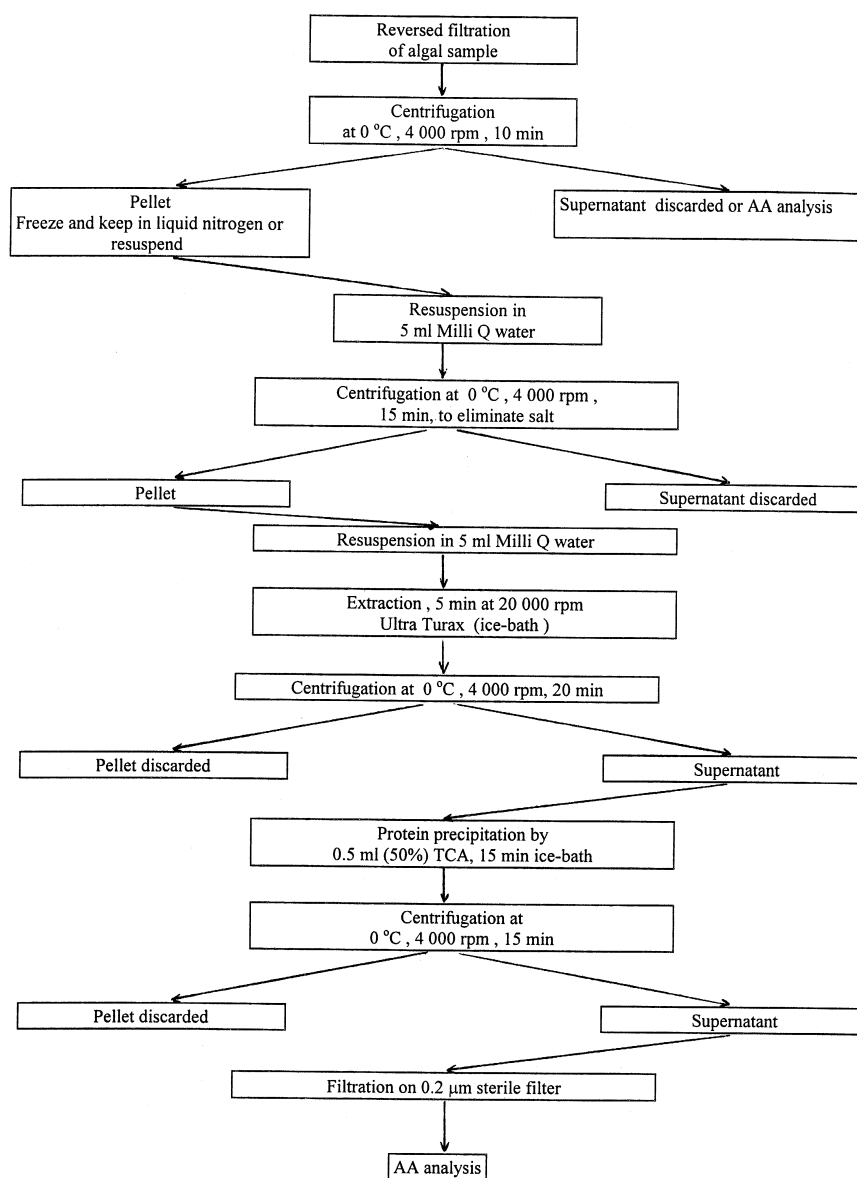 Reversed filtration
of algal sample
Centrifugation
at 0 °C , 4 000 rpm , 10 min
Pellet
Freeze and keep in liquid nitrogen or
resuspend
Supernatant discarded or AA analysis
Resuspension in
5 ml Milli Q water
Centrifugation at 0 °C , 4 000 rpm ,
15 min, to eliminate salt
Pellet
Supernatant discarded
Resuspension in 5 ml Milli Q water
Extraction , 5 min at 20 000 rpm
Ultra Turax (ice-bath )
Centrifugation at 0 °C , 4 000 rpm, 20 min
Pellet discarded
Supernatant
Protein precipitation by
0.5 ml (50%) TCA, 15 min ice-bath
Centrifugation at
0 °C , 4 000 rpm , 15 min
Pellet discarded
Supernatant
Filtration on 0.2 μm sterile filter
AA analysis